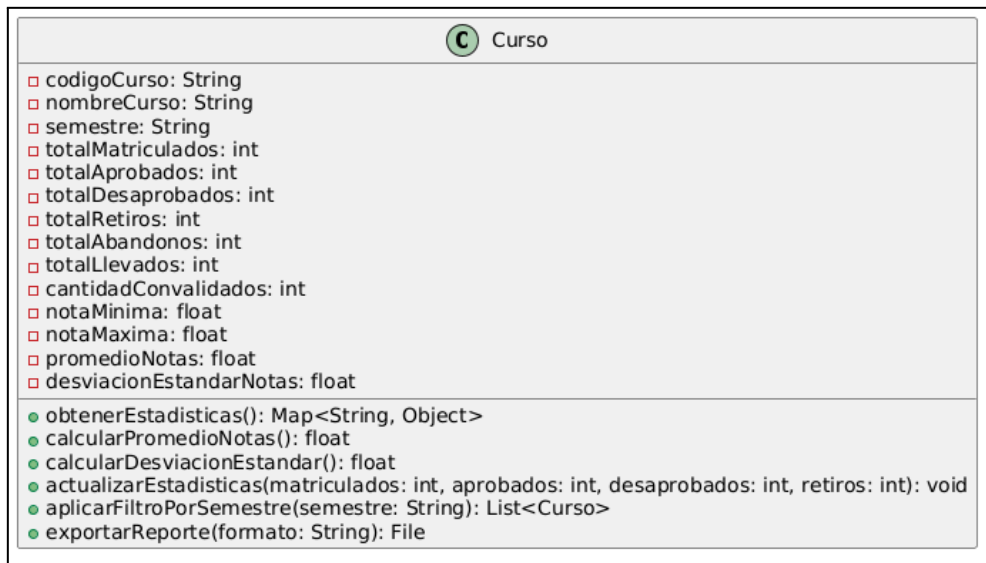 C Curso
codigoCurso: String
nombreCurso: String
semestre: String
totalMatriculados: int
totalAprobados: int
totalDesaprobados: int
totalRetiros: int
totalAbandonos: int
totalLlevados: int
cantidadConvalidados: int
notaMinima: float
notaMaxima: float
promedioNotas: float
desviacionEstandarNotas: float
obtenerEstadisticas(): Map<String, Object>
calcularPromedioNotas(): float
calcularDesviacionEstandar(): float
actualizarEstadisticas(matriculados: int, aprobados: int, desaprobados: int, retiros: int): void
aplicarFiltroPorSemestre(semestre: String): List<Curso>
exportarReporte(formato: String): File